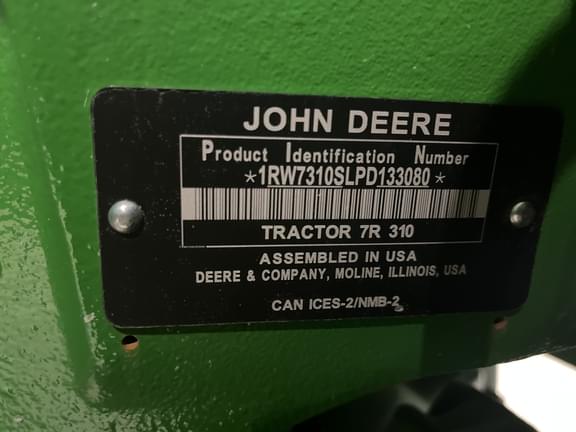 JOHN DEERE
Product Identification Number
*1RW7310SLPD133080*
TRACTOR 7R 310
ASSEMBLED IN USA
DEERE & COMPANY, MOLINE, ILLINOIS, USA
CAN ICES-2/NMB-2